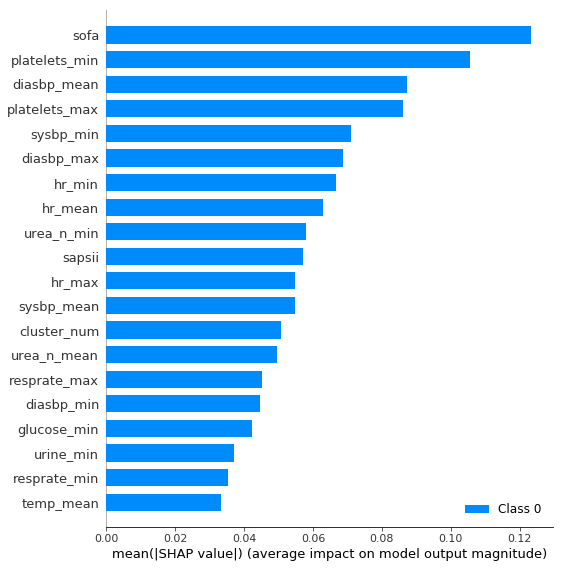 sofa
platelets_min
diasbp_mean
platelets_max
sysbp_min
diasbp_max
hr_min
hr_mean
urea_n_min
sapsii
hr_max
sysbp_mean
cluster_num
urea_n_mean
resprate_max
diasbp_min
glucose_min
urine_min
resprate_min
temp_mean
Class 0
0.00 0.02 0.04 0.06 0.08 0.10 0.12
mean(|SHAP value|) (average impact on model output magnitude)